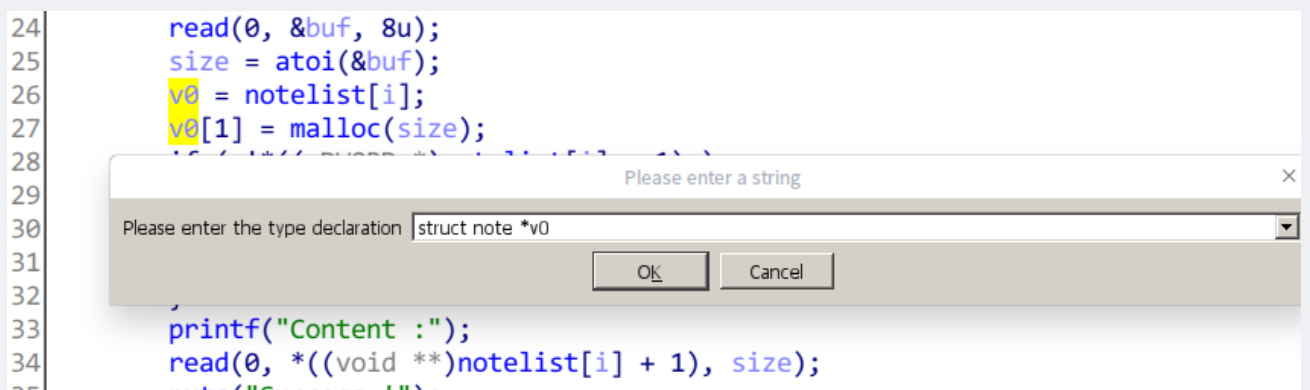 24 read(0, &buf, 8u);
25 size = atoi(&buf);
26 v0 = notelist[i];
27 v0[1] = malloc(size);
28
Please enter a string ×
29
30 Please enter the type declaration struct note *v0
31 OK Cancel
32
33 printf("Content :");
34 read(0, *((void **)notelist[i] + 1), size);